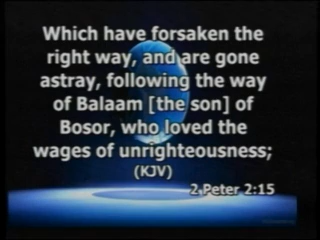 Which have forsaken the
right way, and are gone
astray, following the way
of Balaam [the son] of
Bosor, who loved the
wages of unrighteousness;
(KJV)
2 Peter 2:15